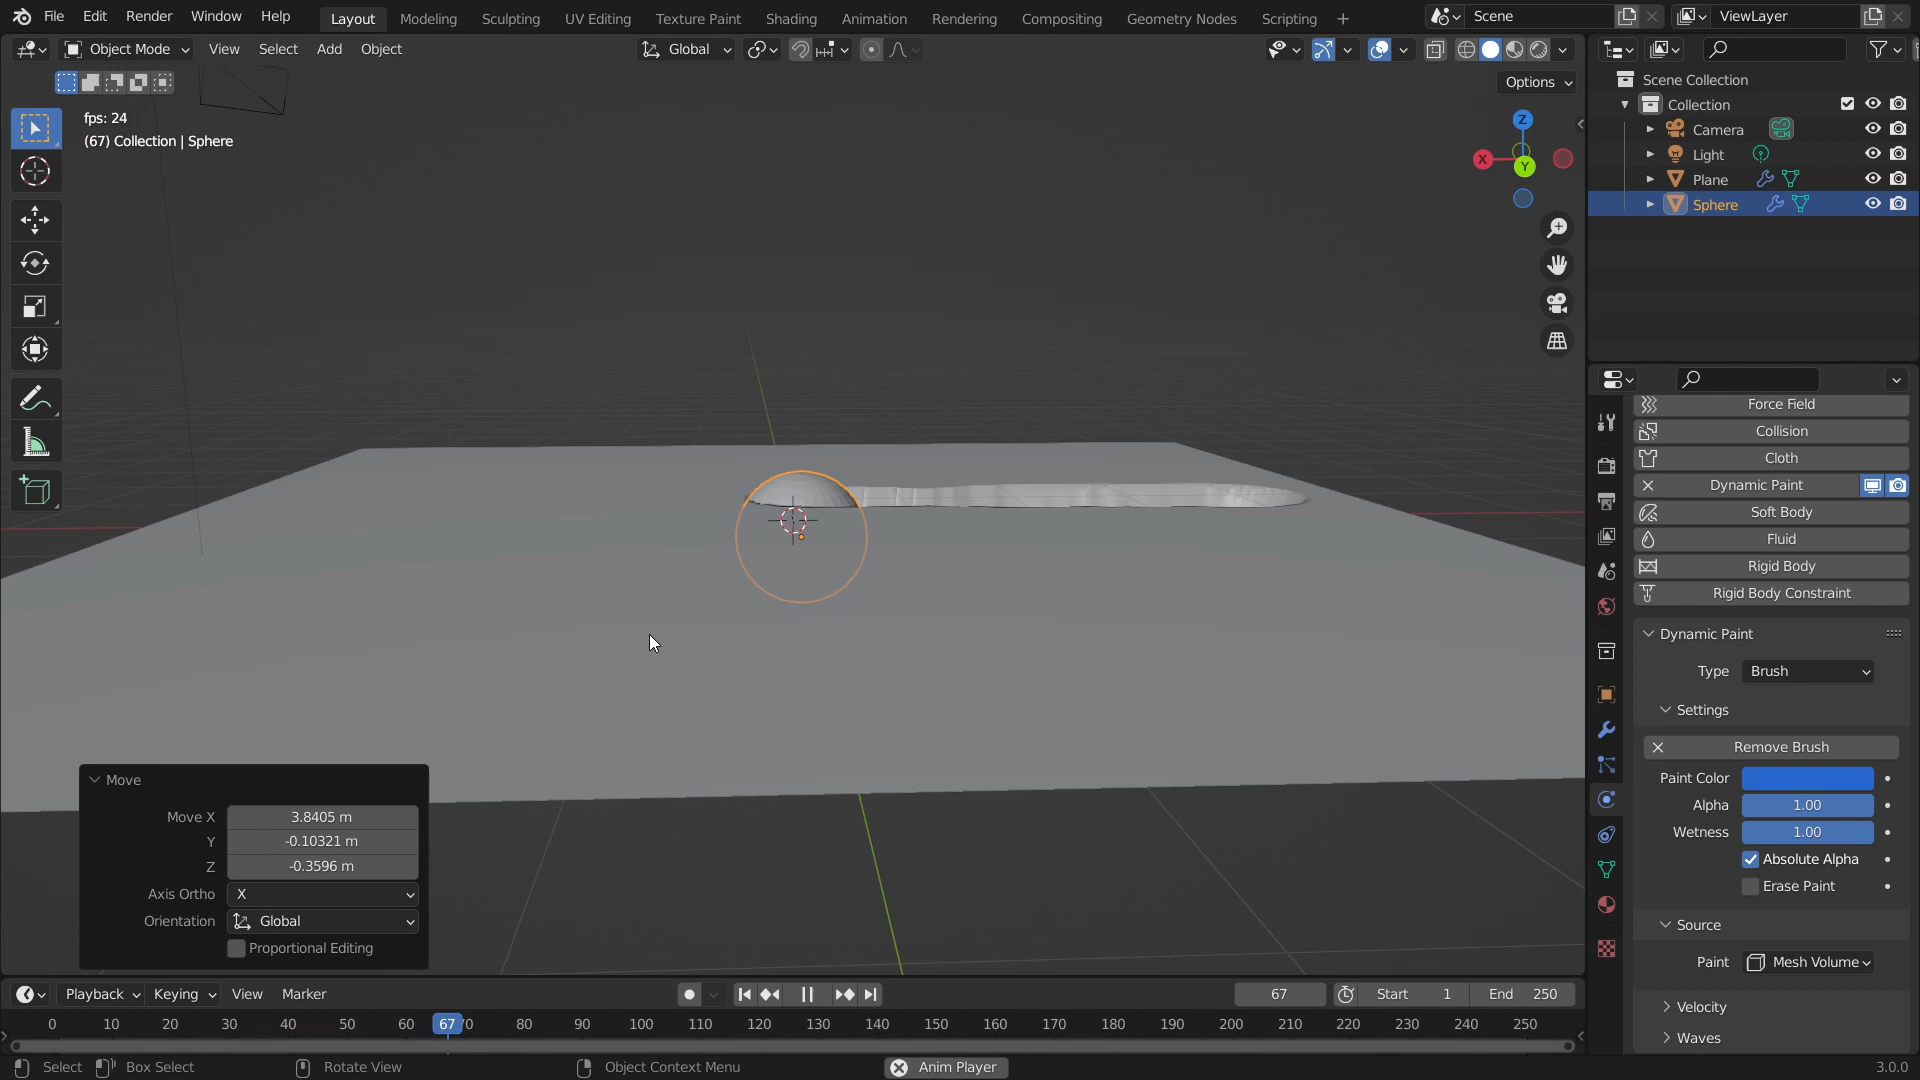 File Edit Render Window Help Layout Modeling Sculpting UV Editing Texture Paint Shading Animation Rendering Compositing Geometry Nodes Scripting + Scene ViewLayer
Object Mode View Select Add Object Global
Options
fps: 24
(67) Collection | Sphere
Z
X
Y
Scene Collection
Collection
Camera
Light
Plane
Sphere
Force Field
Collision
Cloth
Dynamic Paint
Soft Body
Fluid
Rigid Body
Rigid Body Constraint
Dynamic Paint
Type Brush
Settings
Remove Brush
Paint Color
Alpha 1.00
Wetness 1.00
Absolute Alpha
Erase Paint
Source
Paint Mesh Volume
Velocity
Waves
Move
Move X 3.8405 m
Y -0.10321 m
Z -0.3596 m
Axis Ortho X
Orientation Global
Proportional Editing
Playback Keying View Marker 67 Start 1 End 250
0 10 20 30 40 50 60 67 70 80 90 100 110 120 130 140 150 160 170 180 190 200 210 220 230 240 250
Select Box Select Rotate View Object Context Menu Anim Player 3.0.0